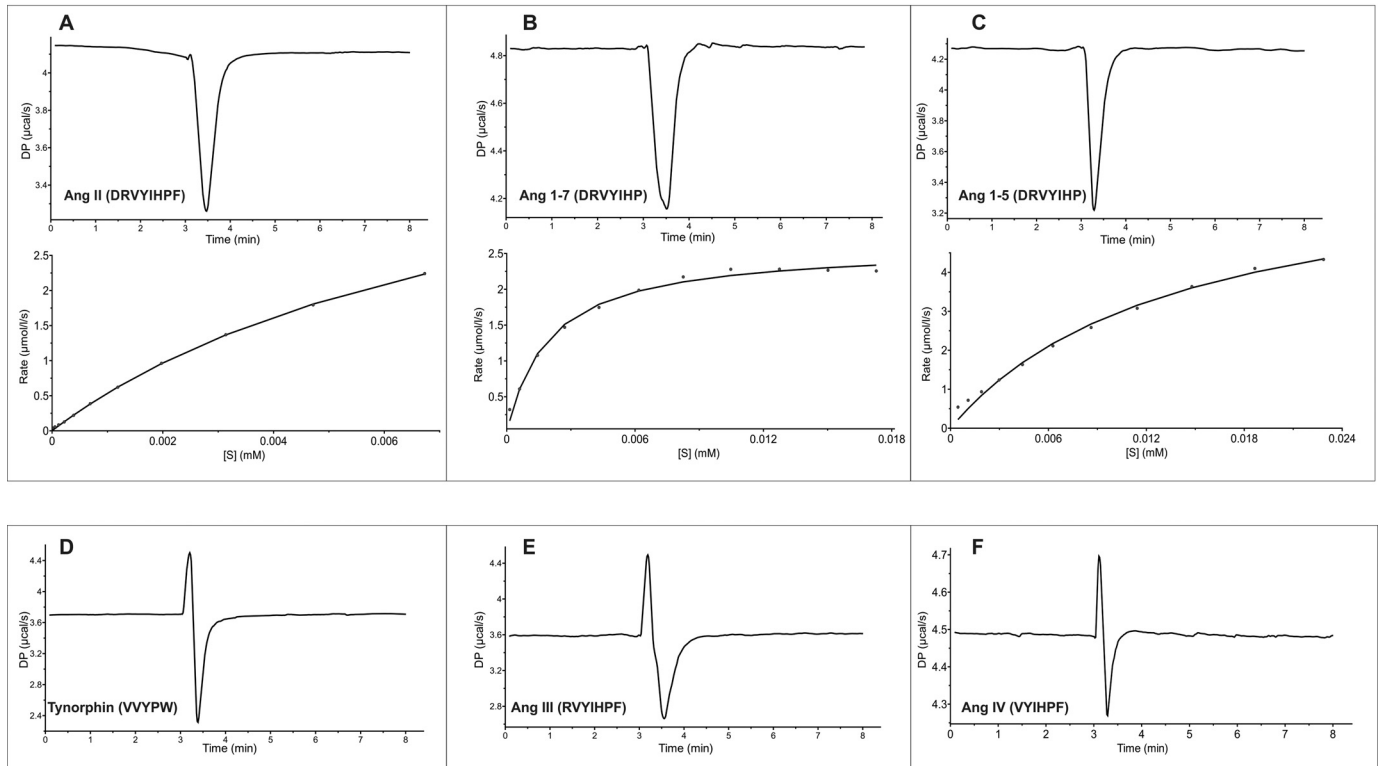 A
DP (µcal/s)
4
3.8
3.6
3.4
Ang II (DRVYIHPF)
0 1 2 3 4 5 6 7 8
Time (min)
Rate (µmol/l/s)
2.5
2
1.5
1
0.5
0
0.002 0.004 0.006
[S] (mM)
B
DP (µcal/s)
4.8
4.6
4.4
4.2
Ang 1-7 (DRVYIHP)
0 1 2 3 4 5 6 7 8
Time (min)
Rate (µmol/l/s)
2.5
2
1.5
1
0.5
0 0.006 0.012 0.018
[S] (mM)
C
DP (µcal/s)
4.2
4
3.8
3.6
3.4
3.2
Ang 1-5 (DRVYIHP)
0 1 2 3 4 5 6 7 8
Time (min)
Rate (µmol/l/s)
4
3
2
1
0
0 0.006 0.012 0.018 0.024
[S] (mM)
D
DP (µcal/s)
4.4
4
3.6
3.2
2.8
2.4
Tynorphin (VVYPW)
0 1 2 3 4 5 6 7 8
Time (min)
E
DP (µcal/s)
4.4
4
3.6
3.2
2.8
Ang III (RVYIHPF)
0 1 2 3 4 5 6 7 8
Time (min)
F
DP (µcal/s)
4.7
4.6
4.5
4.4
4.3
Ang IV (VYIHPF)
0 1 2 3 4 5 6 7 8
Time (min)